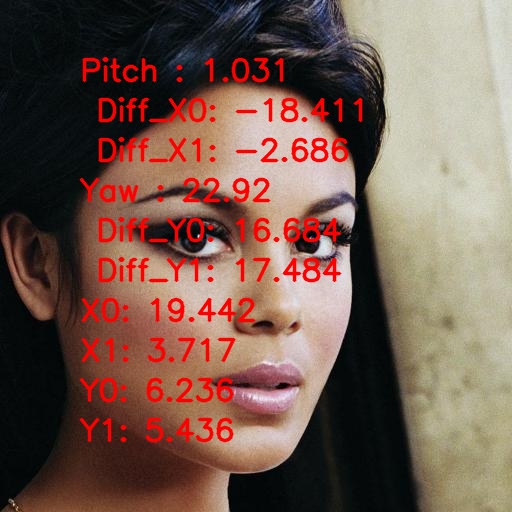 Pitch : 1.031
Diff_X0: -18.411
Diff_X1: -2.686
Yaw : 22.92
Diff_Y0: 16.684
Diff_Y1: 17.484
X0: 19.442
X1: 3.717
Y0: 6.236
Y1: 5.436